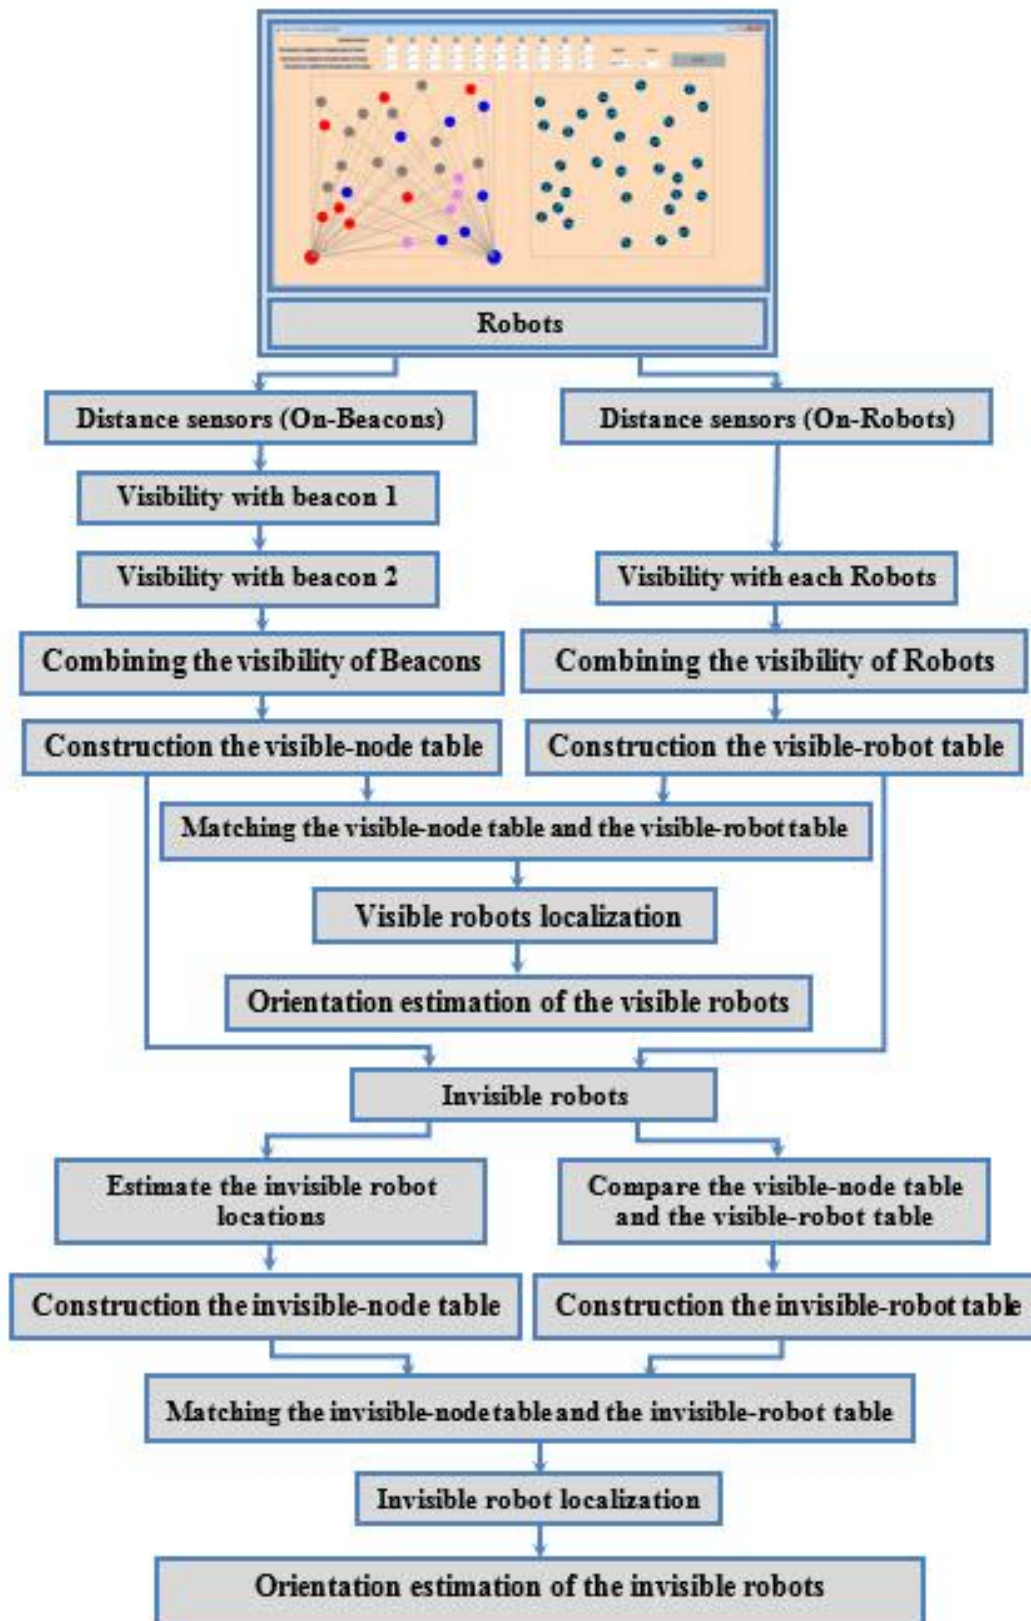 Robots
Distance sensors (On-Beacons)
Distance sensors (On-Robots)
Visibility with beacon 1
Visibility with beacon 2
Visibility with each Robots
Combining the visibility of Beacons
Combining the visibility of Robots
Construction the visible-node table
Construction the visible-robot table
Matching the visible-node table and the visible-robot table
Visible robots localization
Orientation estimation of the visible robots
Invisible robots
Estimate the invisible robot
locations
Compare the visible-node table
and the visible-robot table
Construction the invisible-node table
Construction the invisible-robot table
Matching the invisible-node table and the invisible-robot table
Invisible robot localization
Orientation estimation of the invisible robots